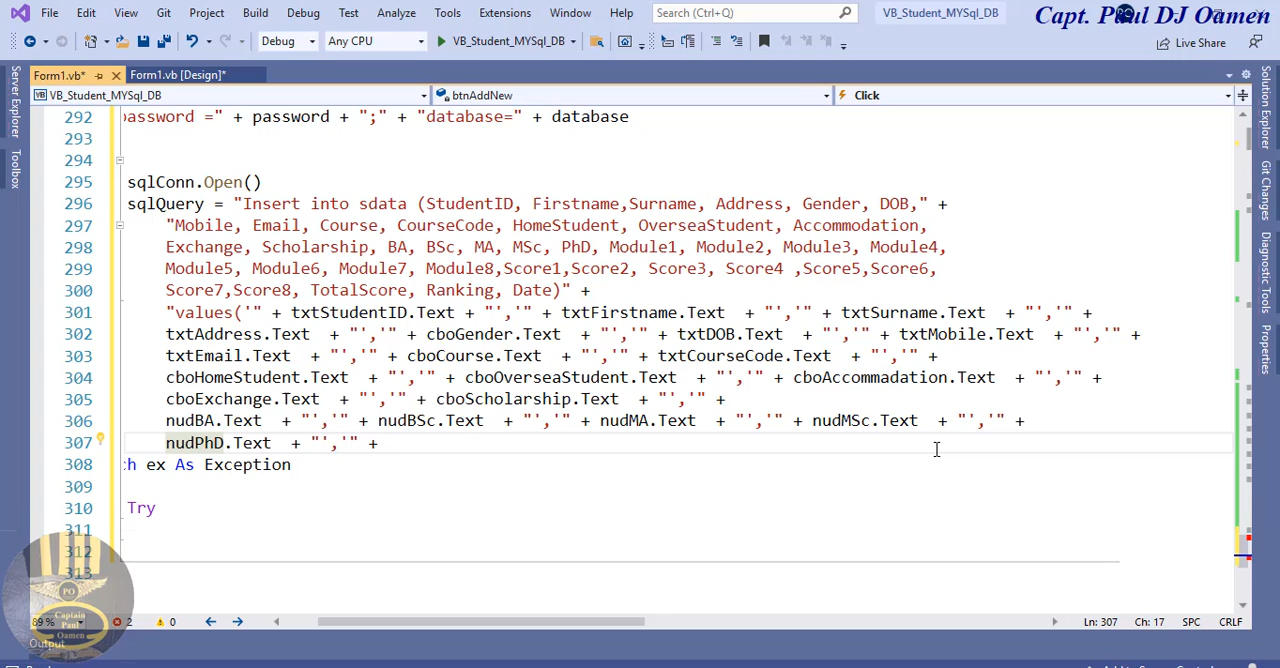 File Edit View Git Project Build Debug Test Analyze Tools Extensions Window Help Search (Ctrl+Q) VB_Student_MYSql_DB
Capt. Paul DJ Oamen
Debug Any CPU VB_Student_MYSql_DB Live Share
Form1.vb* Form1.vb [Design]*
VB_Student_MYSql_DB btnAddNew Click
Server Explorer
Toolbox
Solution Explorer
Git Changes
Diagnostic Tools
Properties
292 password =" + password + ";" + "database=" + database
293
294
295 sqlConn.Open()
296 sqlQuery = "Insert into sdata (StudentID, Firstname,Surname, Address, Gender, DOB," +
297 "Mobile, Email, Course, CourseCode, HomeStudent, OverseaStudent, Accommodation,
298 Exchange, Scholarship, BA, BSc, MA, MSc, PhD, Module1, Module2, Module3, Module4,
299 Module5, Module6, Module7, Module8,Score1,Score2, Score3, Score4 ,Score5,Score6,
300 Score7,Score8, TotalScore, Ranking, Date)" +
301 "values('" + txtStudentID.Text + "','" + txtFirstname.Text + "','" + txtSurname.Text + "','" +
302 txtAddress.Text + "','" + cboGender.Text + "','" + txtDOB.Text + "','" + txtMobile.Text + "','" +
303 txtEmail.Text + "','" + cboCourse.Text + "','" + txtCourseCode.Text + "','" +
304 cboHomeStudent.Text + "','" + cboOverseaStudent.Text + "','" + cboAccommadation.Text + "','" +
305 cboExchange.Text + "','" + cboScholarship.Text + "','" +
306 nudBA.Text + "','" + nudBSc.Text + "','" + nudMA.Text + "','" + nudMSc.Text + "','" +
307 nudPhD.Text + "','" +
308 ch ex As Exception
309
310 Try
311
312
313
PO
Captain
Paul
Oamen
89 % 2 0 Ln: 307 Ch: 17 SPC CRLF
Output